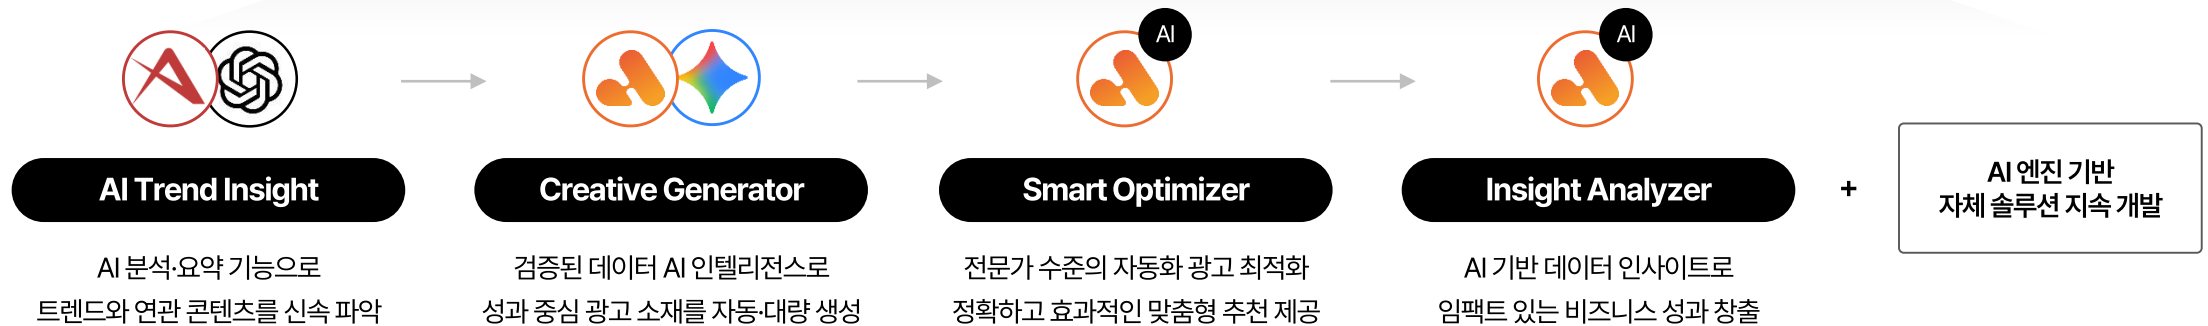 AI
AI
AI Trend Insight
AI 분석·요약 기능으로
트렌드와 연관 콘텐츠를 신속 파악
Creative Generator
검증된 데이터 AI 인텔리전스로
성과 중심 광고 소재를 자동·대량 생성
Smart Optimizer
전문가 수준의 자동화 광고 최적화
정확하고 효과적인 맞춤형 추천 제공
Insight Analyzer
AI 기반 데이터 인사이트로
임팩트 있는 비즈니스 성과 창출
+
AI 엔진 기반
자체 솔루션 지속 개발